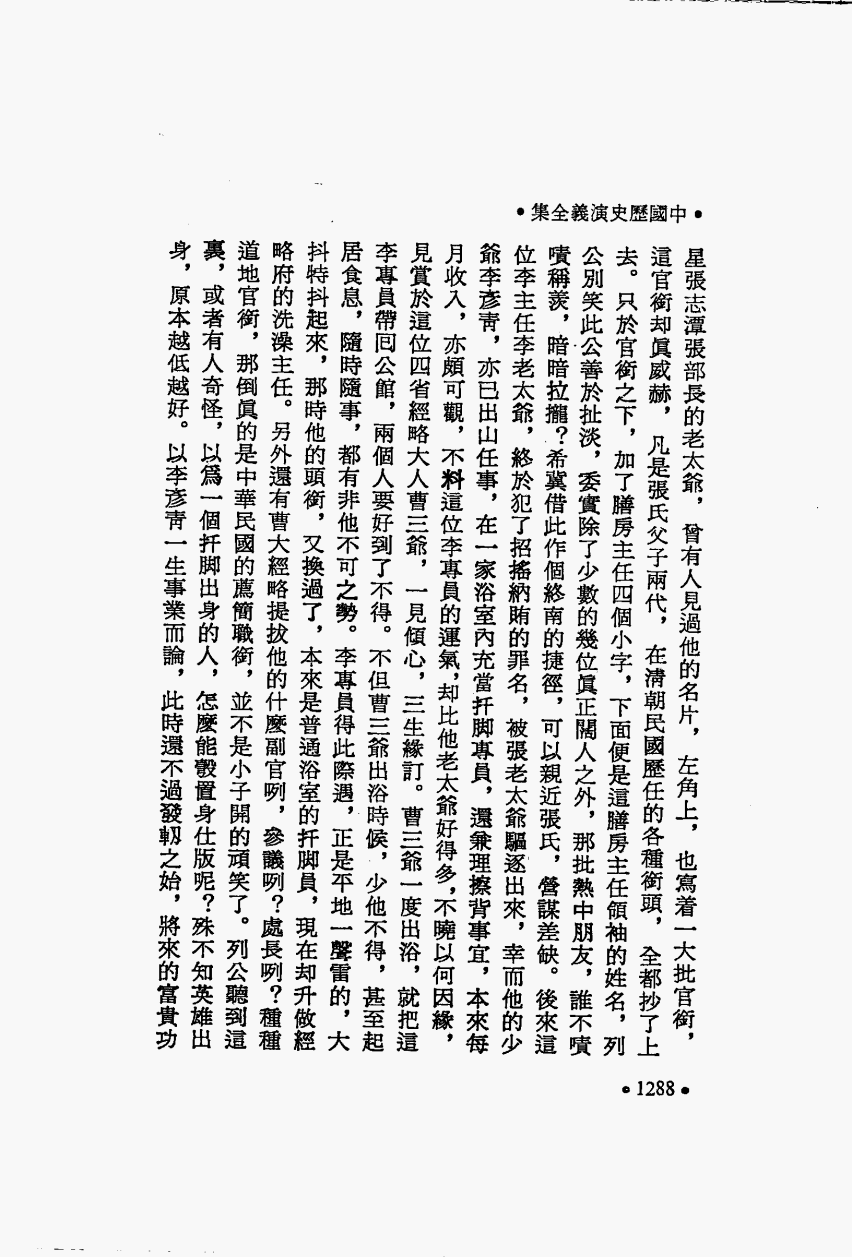 •中國歷史演義全集•
星張志潭張部長的老太爺，曾有人見過他的名片，左角上，也寫着一大批官銜，
這官銜却眞威赫，凡是張氏父子兩代，在清朝民國歷任的各種銜頭，全都抄了上
去。只於官銜之下，加了膳房主任四個小字，下面便是這膳房主任領袖的姓名，列
公別笑此公善於扯淡，委實除了少數的幾位眞正闊人之外，那批熱中朋友，誰不嘖
嘖稱羨，暗暗拉攏？希冀借此作個終南的捷徑，可以親近張氏，營謀差缺。後來這
位李主任李老太爺，終於犯了招搖納賄的罪名，被張老太爺驅逐出來，幸而他的少
爺李彥靑，亦已出山任事，在一家浴室內充當扞脚專員，還兼理擦背事宜，本來每
月收入，亦頗可觀，不料這位李專員的運氣，却比他老太爺好得多，不曉以何因緣，
見賞於這位四省經略大人曹三爺，一見傾心，三生緣訂。曹三爺一度出浴，就把這
李專員帶囘公館，兩個人要好到了不得。不但曹三爺出浴時候，少他不得，甚至起
居食息，隨時隨事，都有非他不可之勢。李專員得此際遇，正是平地一聲雷的，大
抖特抖起來，那時他的頭銜，又換過了，本來是普通浴室的扞脚員，現在却升做經
略府的洗澡主任。另外還有曹大經略提拔他的什麼副官咧，參議咧？處長咧？種種
道地官銜，那倒眞的是中華民國的薦簡職銜，並不是小子開的頑笑了。列公聽到這
裏，或者有人奇怪，以爲一個扞脚出身的人，怎麼能彀置身仕版呢？殊不知英雄出
身，原本越低越好。以李彥靑一生事業而論，此時還不過發軔之始，將來的富貴功
•1288•